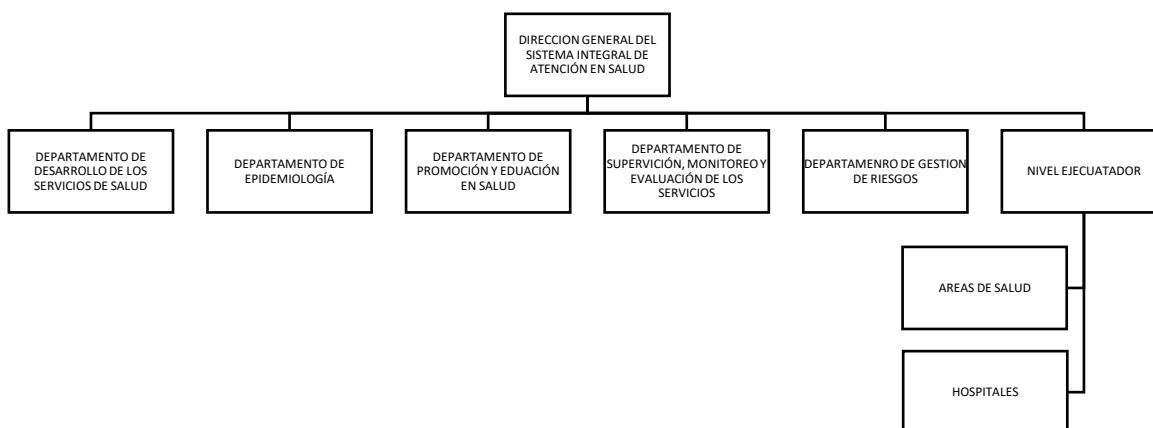 DIRECCION GENERAL DEL
SISTEMA INTEGRAL DE
ATENCIÓN EN SALUD
DEPARTAMENTO DE
DESARROLLO DE LOS
SERVICIOS DE SALUD
DEPARTAMENTO DE
EPIDEMIOLOGÍA
DEPARTAMENTO DE
PROMOCIÓN Y EDUACIÓN
EN SALUD
DEPARTAMENTO DE
SUPERVISIÓN, MONITOREO Y
EVALUACIÓN DE LOS
SERVICIOS
DEPARTAMENRO DE GESTION
DE RIESGOS
NIVEL EJECUATADOR
AREAS DE SALUD
HOSPITALES